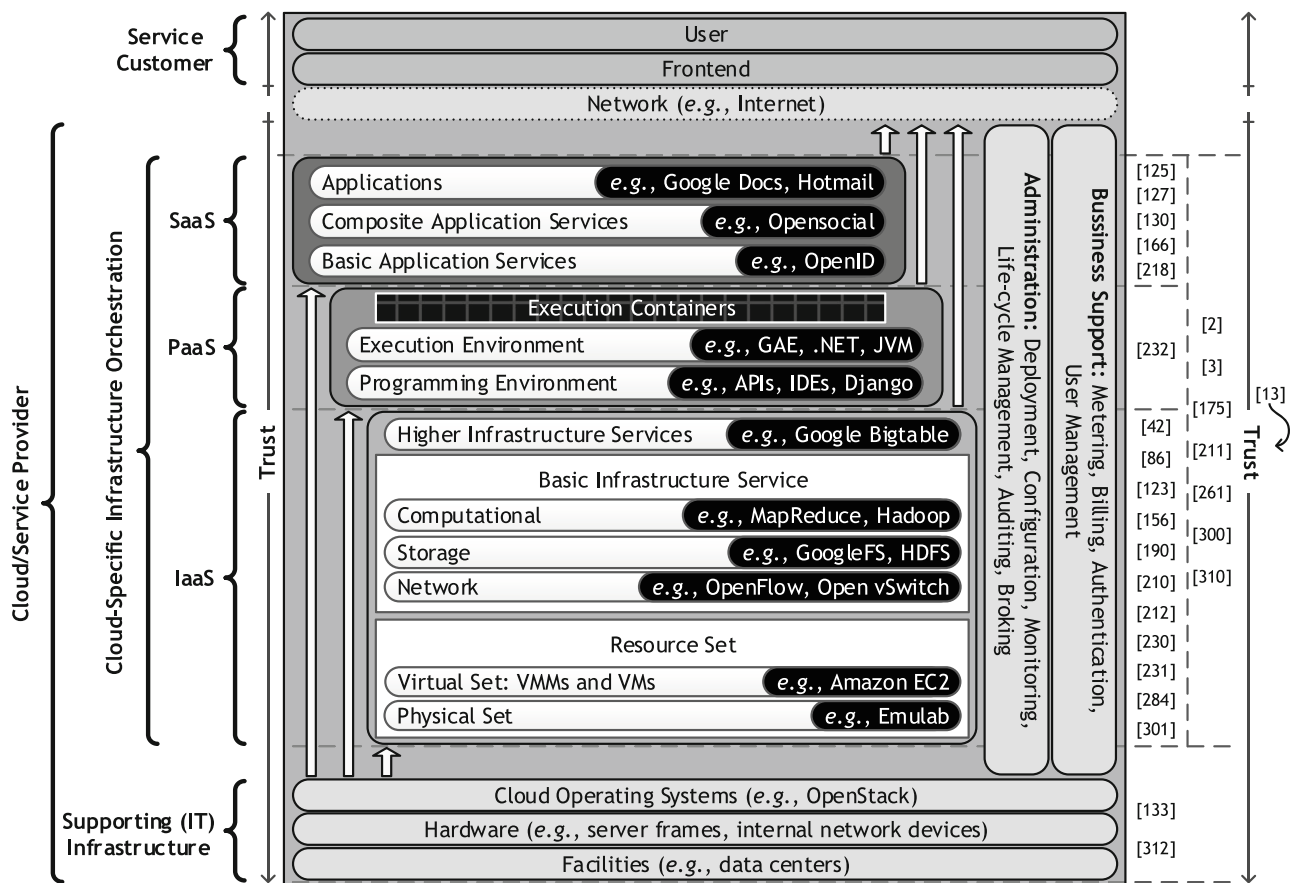 Service
Customer
User
Frontend
Network (e.g., Internet)
Cloud/Service Provider
Cloud-Specific Infrastructure Orchestration
SaaS
Applications
e.g., Google Docs, Hotmail
Composite Application Services
e.g., Opensocial
Basic Application Services
e.g., OpenID
PaaS
Execution Containers
Execution Environment
e.g., GAE, .NET, JVM
Programming Environment
e.g., APIs, IDEs, Django
IaaS
Higher Infrastructure Services
e.g., Google Bigtable
Basic Infrastructure Service
Computational
e.g., MapReduce, Hadoop
Storage
e.g., GoogleFS, HDFS
Network
e.g., OpenFlow, Open vSwitch
Resource Set
Virtual Set: VMMs and VMs
e.g., Amazon EC2
Physical Set
e.g., Emulab
Trust
Administration: Deployment, Configuration, Monitoring,
Life-cycle Management, Auditing, Broking
Bussiness Support: Metering, Billing, Authentication,
User Management
Supporting (IT)
Infrastructure
Cloud Operating Systems (e.g., OpenStack)
Hardware (e.g., server frames, internal network devices)
Facilities (e.g., data centers)
[125]
[127]
[130]
[166]
[218]
[232]
[42]
[86]
[123]
[156]
[190]
[210]
[212]
[230]
[231]
[284]
[301]
[133]
[312]
[2]
[3]
[175]
[211]
[261]
[300]
[310]
[13]
Trust